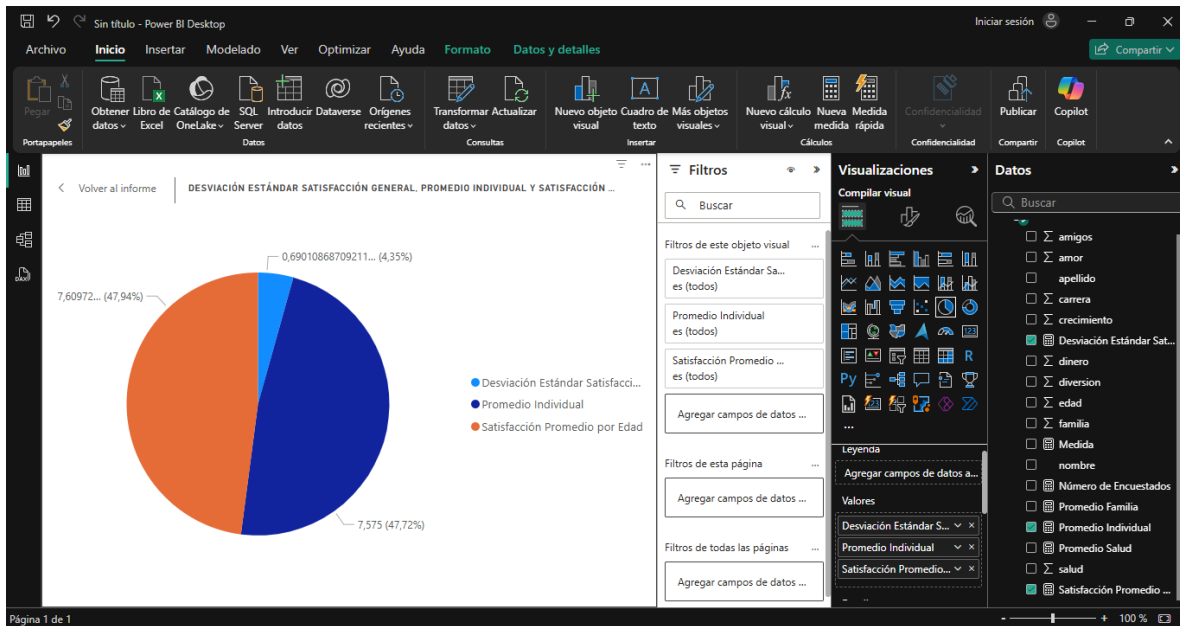 Sin título - Power BI Desktop
Iniciar sesión
Archivo Inicio Insertar Modelado Ver Optimizar Ayuda Formato Datos y detalles
Compartir
Pegar
Obtener datos
Libro de Excel
Catálogo de OneLake
SQL Server
Introducir datos
Dataverse
Orígenes recientes
Transformar datos
Actualizar
Nuevo objeto visual
Cuadro de texto
Más objetos visuales
Nuevo cálculo visual
Nueva medida
Medida rápida
Confidencialidad
Publicar
Copilot
Portapapeles
Datos
Consultas
Insertar
Cálculos
Confidencialidad
Compartir
Copilot
Volver al informe
DESVIACIÓN ESTÁNDAR SATISFACCIÓN GENERAL, PROMEDIO INDIVIDUAL Y SATISFACCIÓN ...
0,69010868709211... (4,35%)
7,60972... (47,94%)
7,575 (47,72%)
Desviación Estándar Satisfacci...
Promedio Individual
Satisfacción Promedio por Edad
Filtros
Buscar
Filtros de este objeto visual
...
Desviación Estándar Sa...
es (todos)
Promedio Individual
es (todos)
Satisfacción Promedio ...
es (todos)
Agregar campos de datos ...
Filtros de esta página
...
Agregar campos de datos ...
Filtros de todas las páginas
...
Agregar campos de datos ...
Visualizaciones
Compilar visual
123
R
Py
...
Leyenda
Agregar campos de datos a...
Valores
Desviación Estándar S...
Promedio Individual
Satisfacción Promedio...
Datos
Buscar
amigos
amor
apellido
carrera
crecimiento
Desviación Estándar Sat...
dinero
diversion
edad
familia
Medida
nombre
Número de Encuestados
Promedio Familia
Promedio Individual
Promedio Salud
salud
Satisfacción Promedio ...
Página 1 de 1
- + 100 %